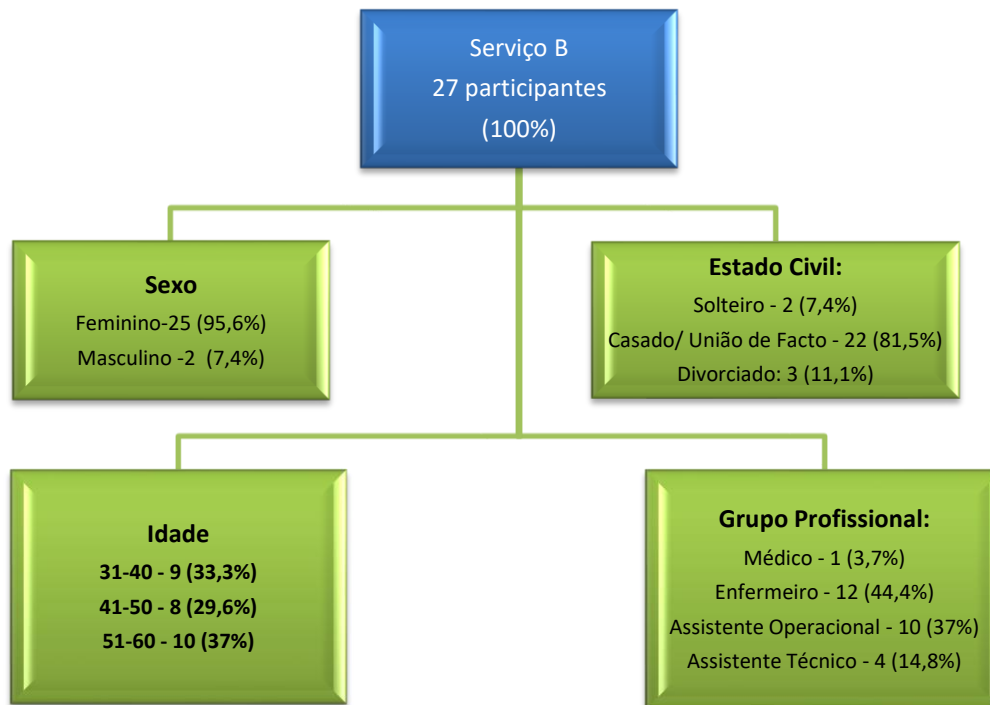 Serviço B
27 participantes
(100%)
Sexo
Feminino-25 (95,6%)
Masculino -2 (7,4%)
Estado Civil:
Solteiro - 2 (7,4%)
Casado/ União de Facto - 22 (81,5%)
Divorciado: 3 (11,1%)
Idade
31-40 - 9 (33,3%)
41-50 - 8 (29,6%)
51-60 - 10 (37%)
Grupo Profissional:
Médico - 1 (3,7%)
Enfermeiro - 12 (44,4%)
Assistente Operacional - 10 (37%)
Assistente Técnico - 4 (14,8%)